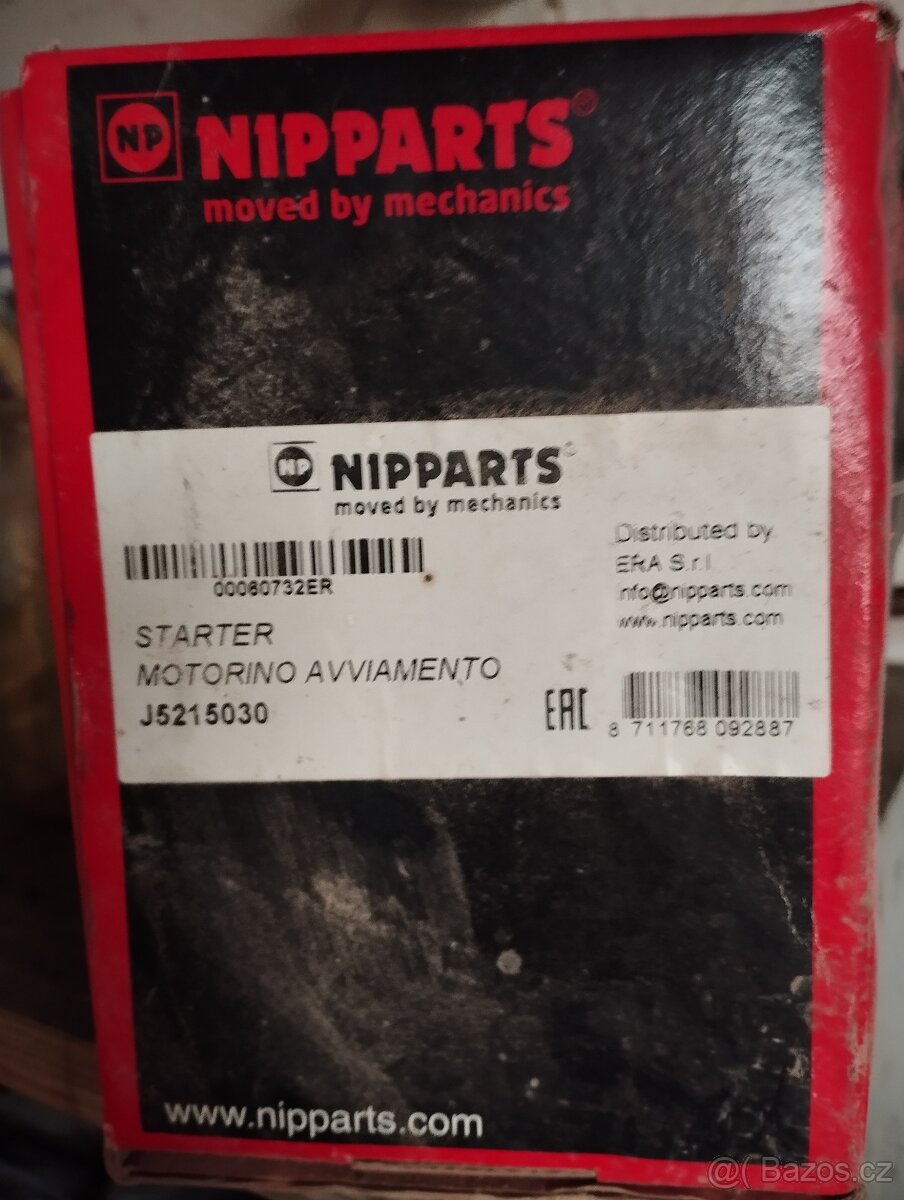 NP NIPPARTS®
moved by mechanics
NP NIPPARTS
moved by mechanics
00060732ER
Distributed by
ERA S.r.l.
info@nipparts.com
www.nipparts.com
STARTER
MOTORINO AVVIAMENTO
J5215030
EAC
8 711768 092887
www.nipparts.com
@( Bazos.cz